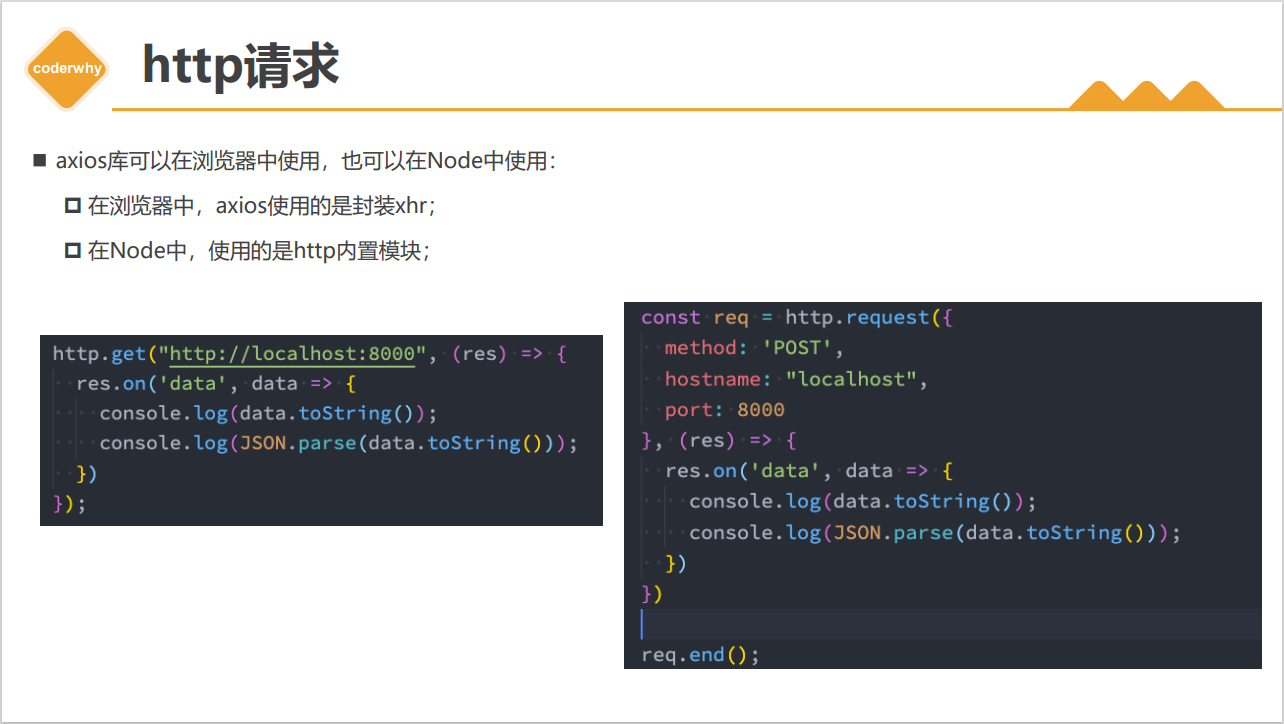 coderwhy
http请求
axios库可以在浏览器中使用，也可以在Node中使用：
在浏览器中，axios使用的是封装xhr；
在Node中，使用的是http内置模块；
http.get("http://localhost:8000", (res) => {
  res.on('data', data => {
    console.log(data.toString());
    console.log(JSON.parse(data.toString()));
  })
});
const req = http.request({
  method: 'POST',
  hostname: "localhost",
  port: 8000
}, (res) => {
  res.on('data', data => {
    console.log(data.toString());
    console.log(JSON.parse(data.toString()));
  })
})
req.end();